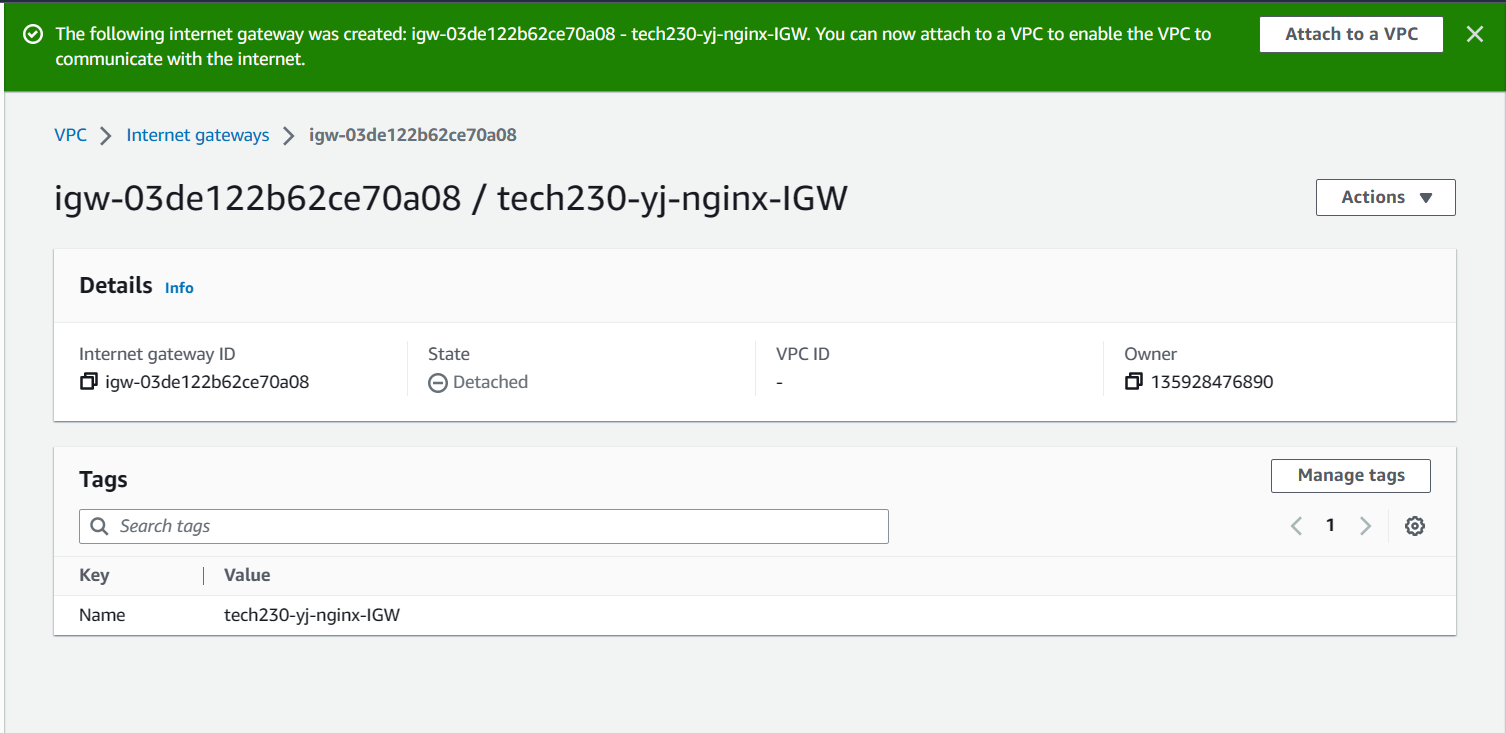 The following internet gateway was created: igw-03de122b62ce70a08 - tech230-yj-nginx-IGW. You can now attach to a VPC to enable the VPC to
communicate with the internet.
Attach to a VPC
VPC
Internet gateways
igw-03de122b62ce70a08
igw-03de122b62ce70a08 / tech230-yj-nginx-IGW
Actions
Details Info
Internet gateway ID
igw-03de122b62ce70a08
State
Detached
VPC ID
-
Owner
135928476890
Tags
Manage tags
Search tags
1
Key
Value
Name
tech230-yj-nginx-IGW